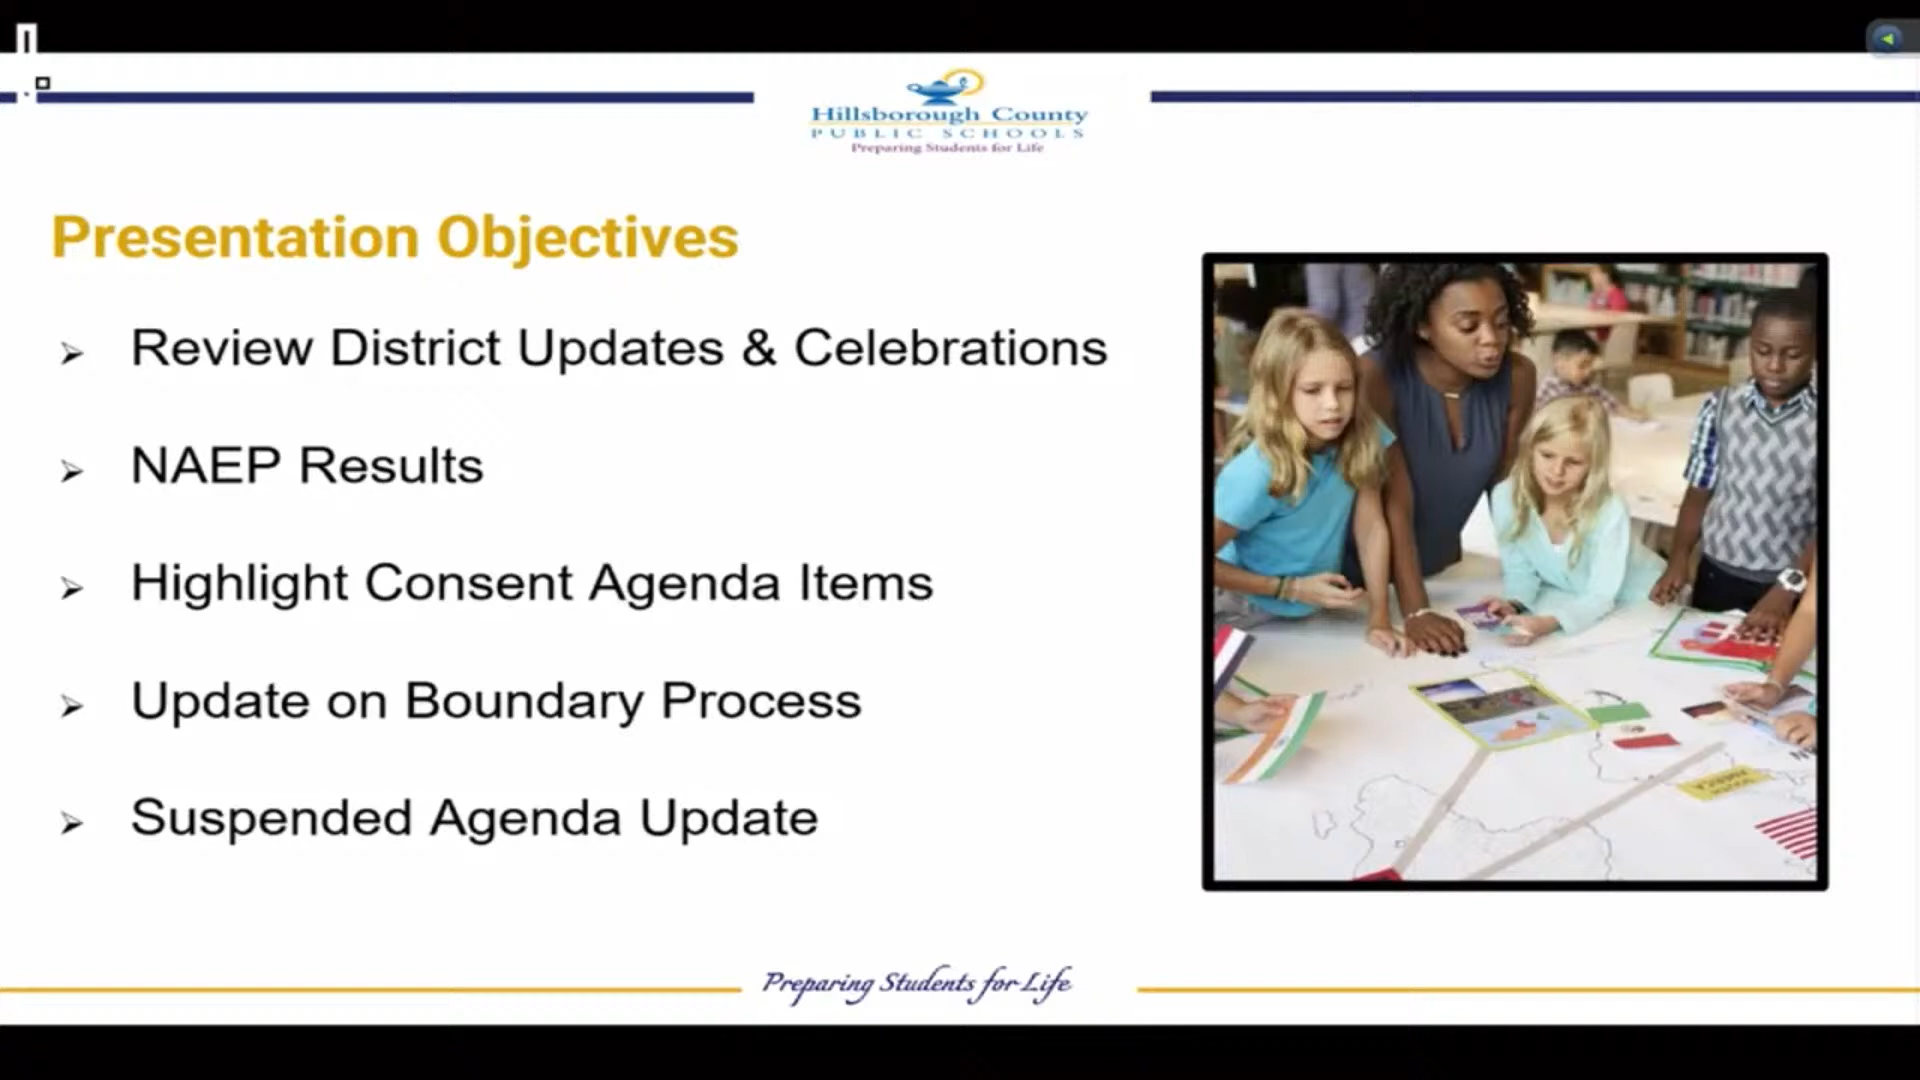 Hillsborough County
PUBLIC SCHOOLS
Preparing Students for Life
Presentation Objectives
➢ Review District Updates & Celebrations
➢ NAEP Results
➢ Highlight Consent Agenda Items
➢ Update on Boundary Process
➢ Suspended Agenda Update
Preparing Students for Life